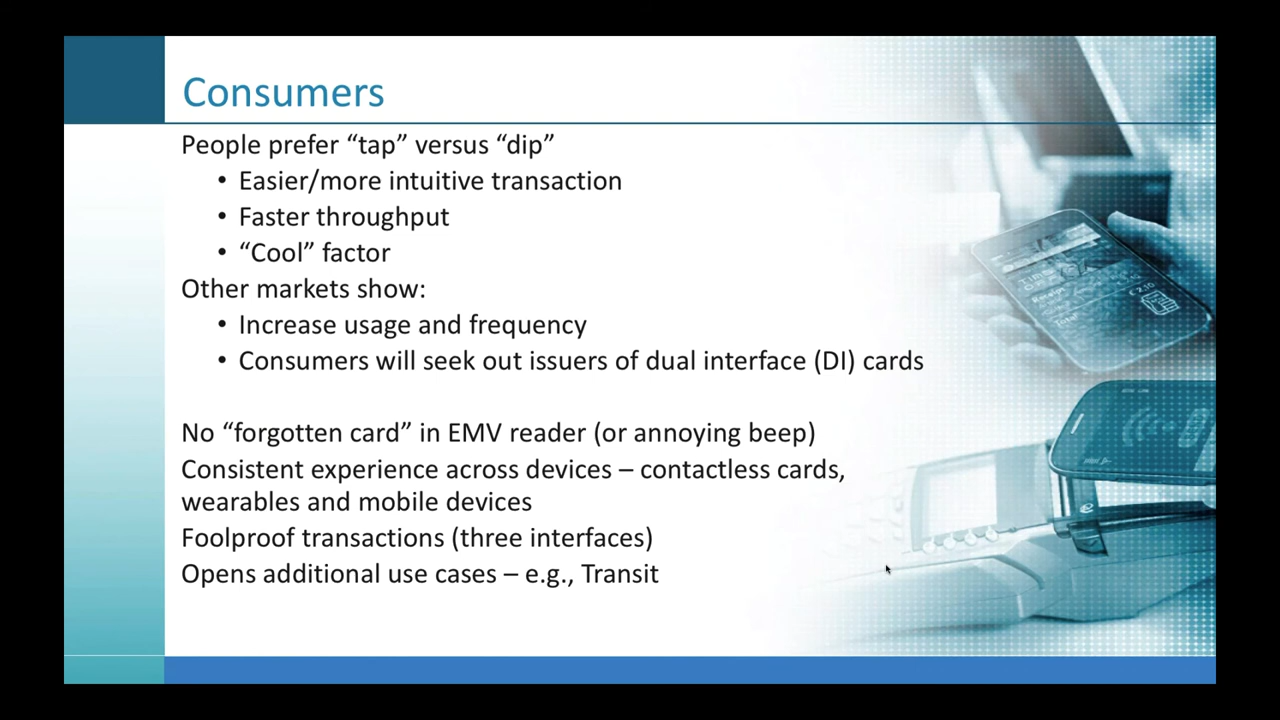 Consumers
People prefer “tap” versus “dip”
• Easier/more intuitive transaction
• Faster throughput
• “Cool” factor
Other markets show:
• Increase usage and frequency
• Consumers will seek out issuers of dual interface (DI) cards
No “forgotten card” in EMV reader (or annoying beep)
Consistent experience across devices – contactless cards,
wearables and mobile devices
Foolproof transactions (three interfaces)
Opens additional use cases – e.g., Transit